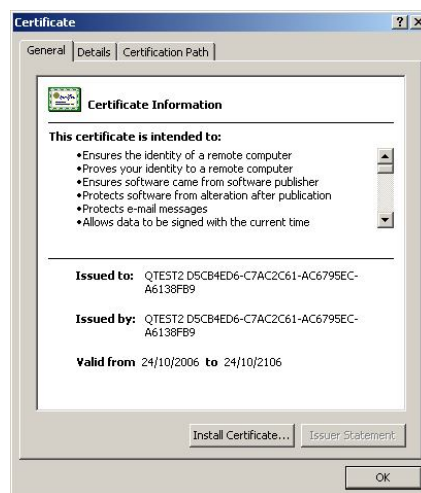 Certificate
General Details Certification Path
Certificate Information
This certificate is intended to:
•Ensures the identity of a remote computer
•Proves your identity to a remote computer
•Ensures software came from software publisher
•Protects software from alteration after publication
•Protects e-mail messages
•Allows data to be signed with the current time
Issued to: QTEST2 D5CB4ED6-C7AC2C61-AC6795EC-
A6138FB9
Issued by: QTEST2 D5CB4ED6-C7AC2C61-AC6795EC-
A6138FB9
Valid from 24/10/2006 to 24/10/2106
Install Certificate... Issuer Statement
OK